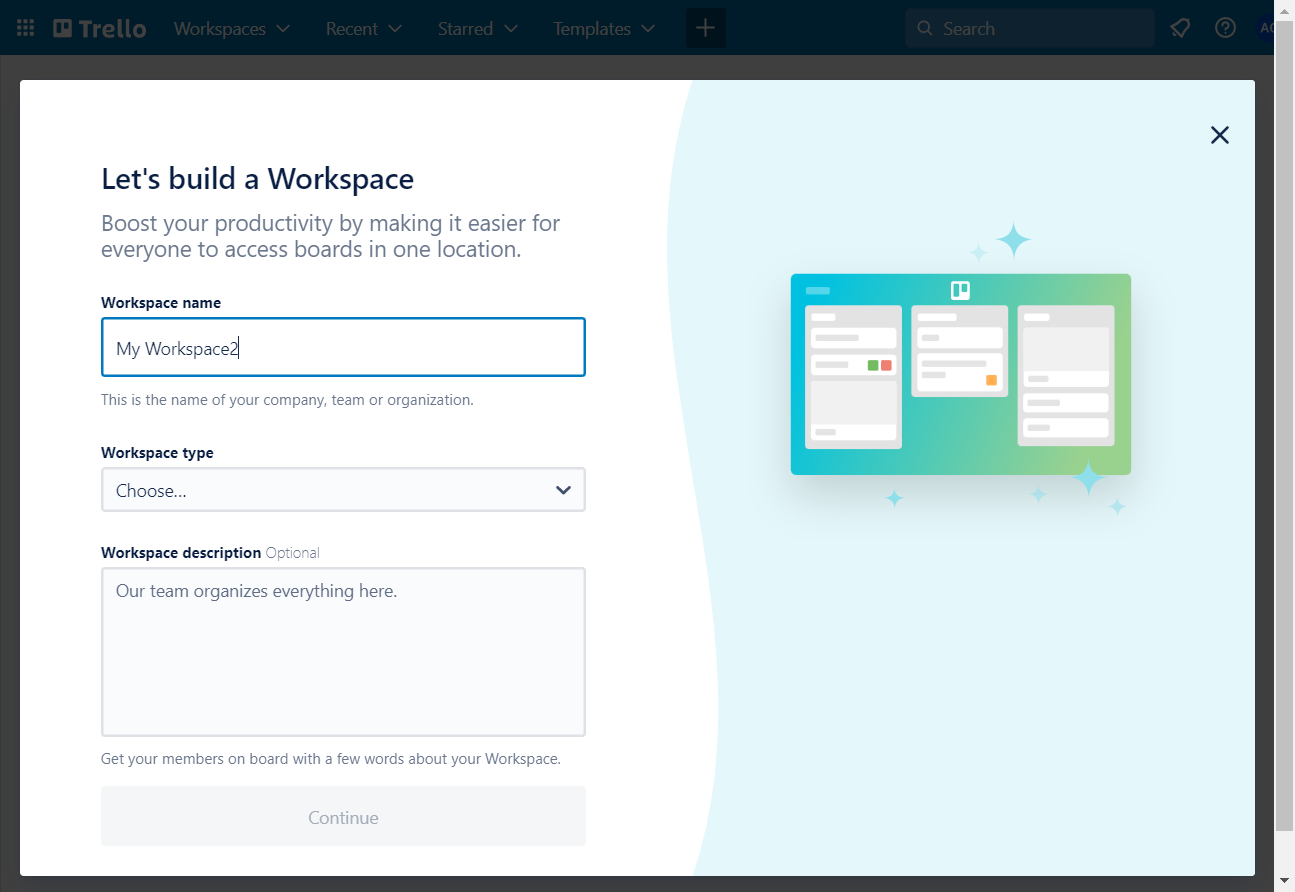 Trello Workspaces Recent Starred Templates Search
Let's build a Workspace
Boost your productivity by making it easier for
everyone to access boards in one location.
Workspace name
My Workspace2
This is the name of your company, team or organization.
Workspace type
Choose...
Workspace description Optional
Our team organizes everything here.
Get your members on board with a few words about your Workspace.
Continue